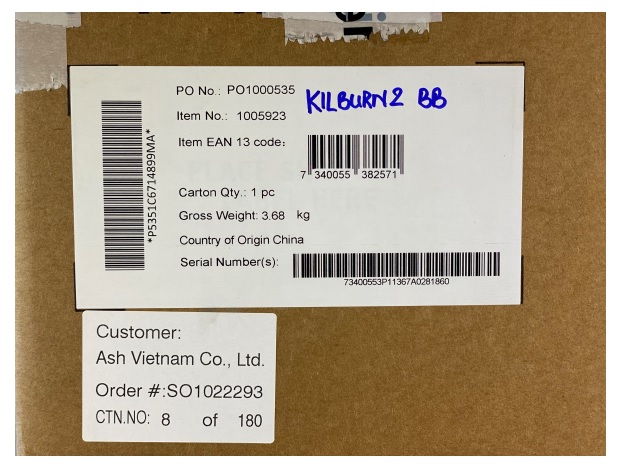 PO No.: PO1000535
KILBURN2 BB
Item No.: 1005923
Item EAN 13 code:
7 340055 382571
*P5351C6714899MA*
Carton Qty.: 1 pc
Gross Weight: 3.68 kg
Country of Origin China
Serial Number(s):
73400553P11367A0281860
Customer:
Ash Vietnam Co., Ltd.
Order #:SO1022293
CTN.NO: 8 of 180